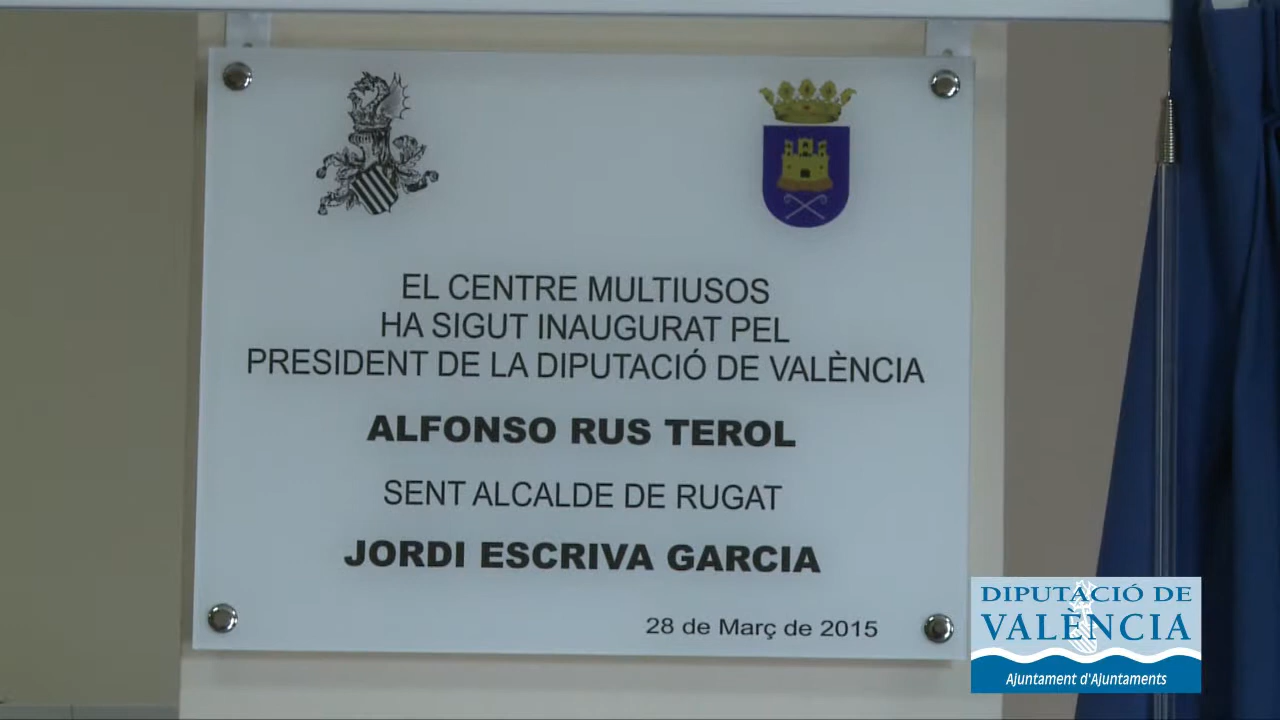 EL CENTRE MULTIUSOS
HA SIGUT INAUGURAT PEL
PRESIDENT DE LA DIPUTACIÓ DE VALÈNCIA
ALFONSO RUS TEROL
SENT ALCALDE DE RUGAT
JORDI ESCRIVA GARCIA
28 de Març de 2015
DIPUTACIÓ DE
VALÈNCIA
Ajuntament d'Ajuntaments